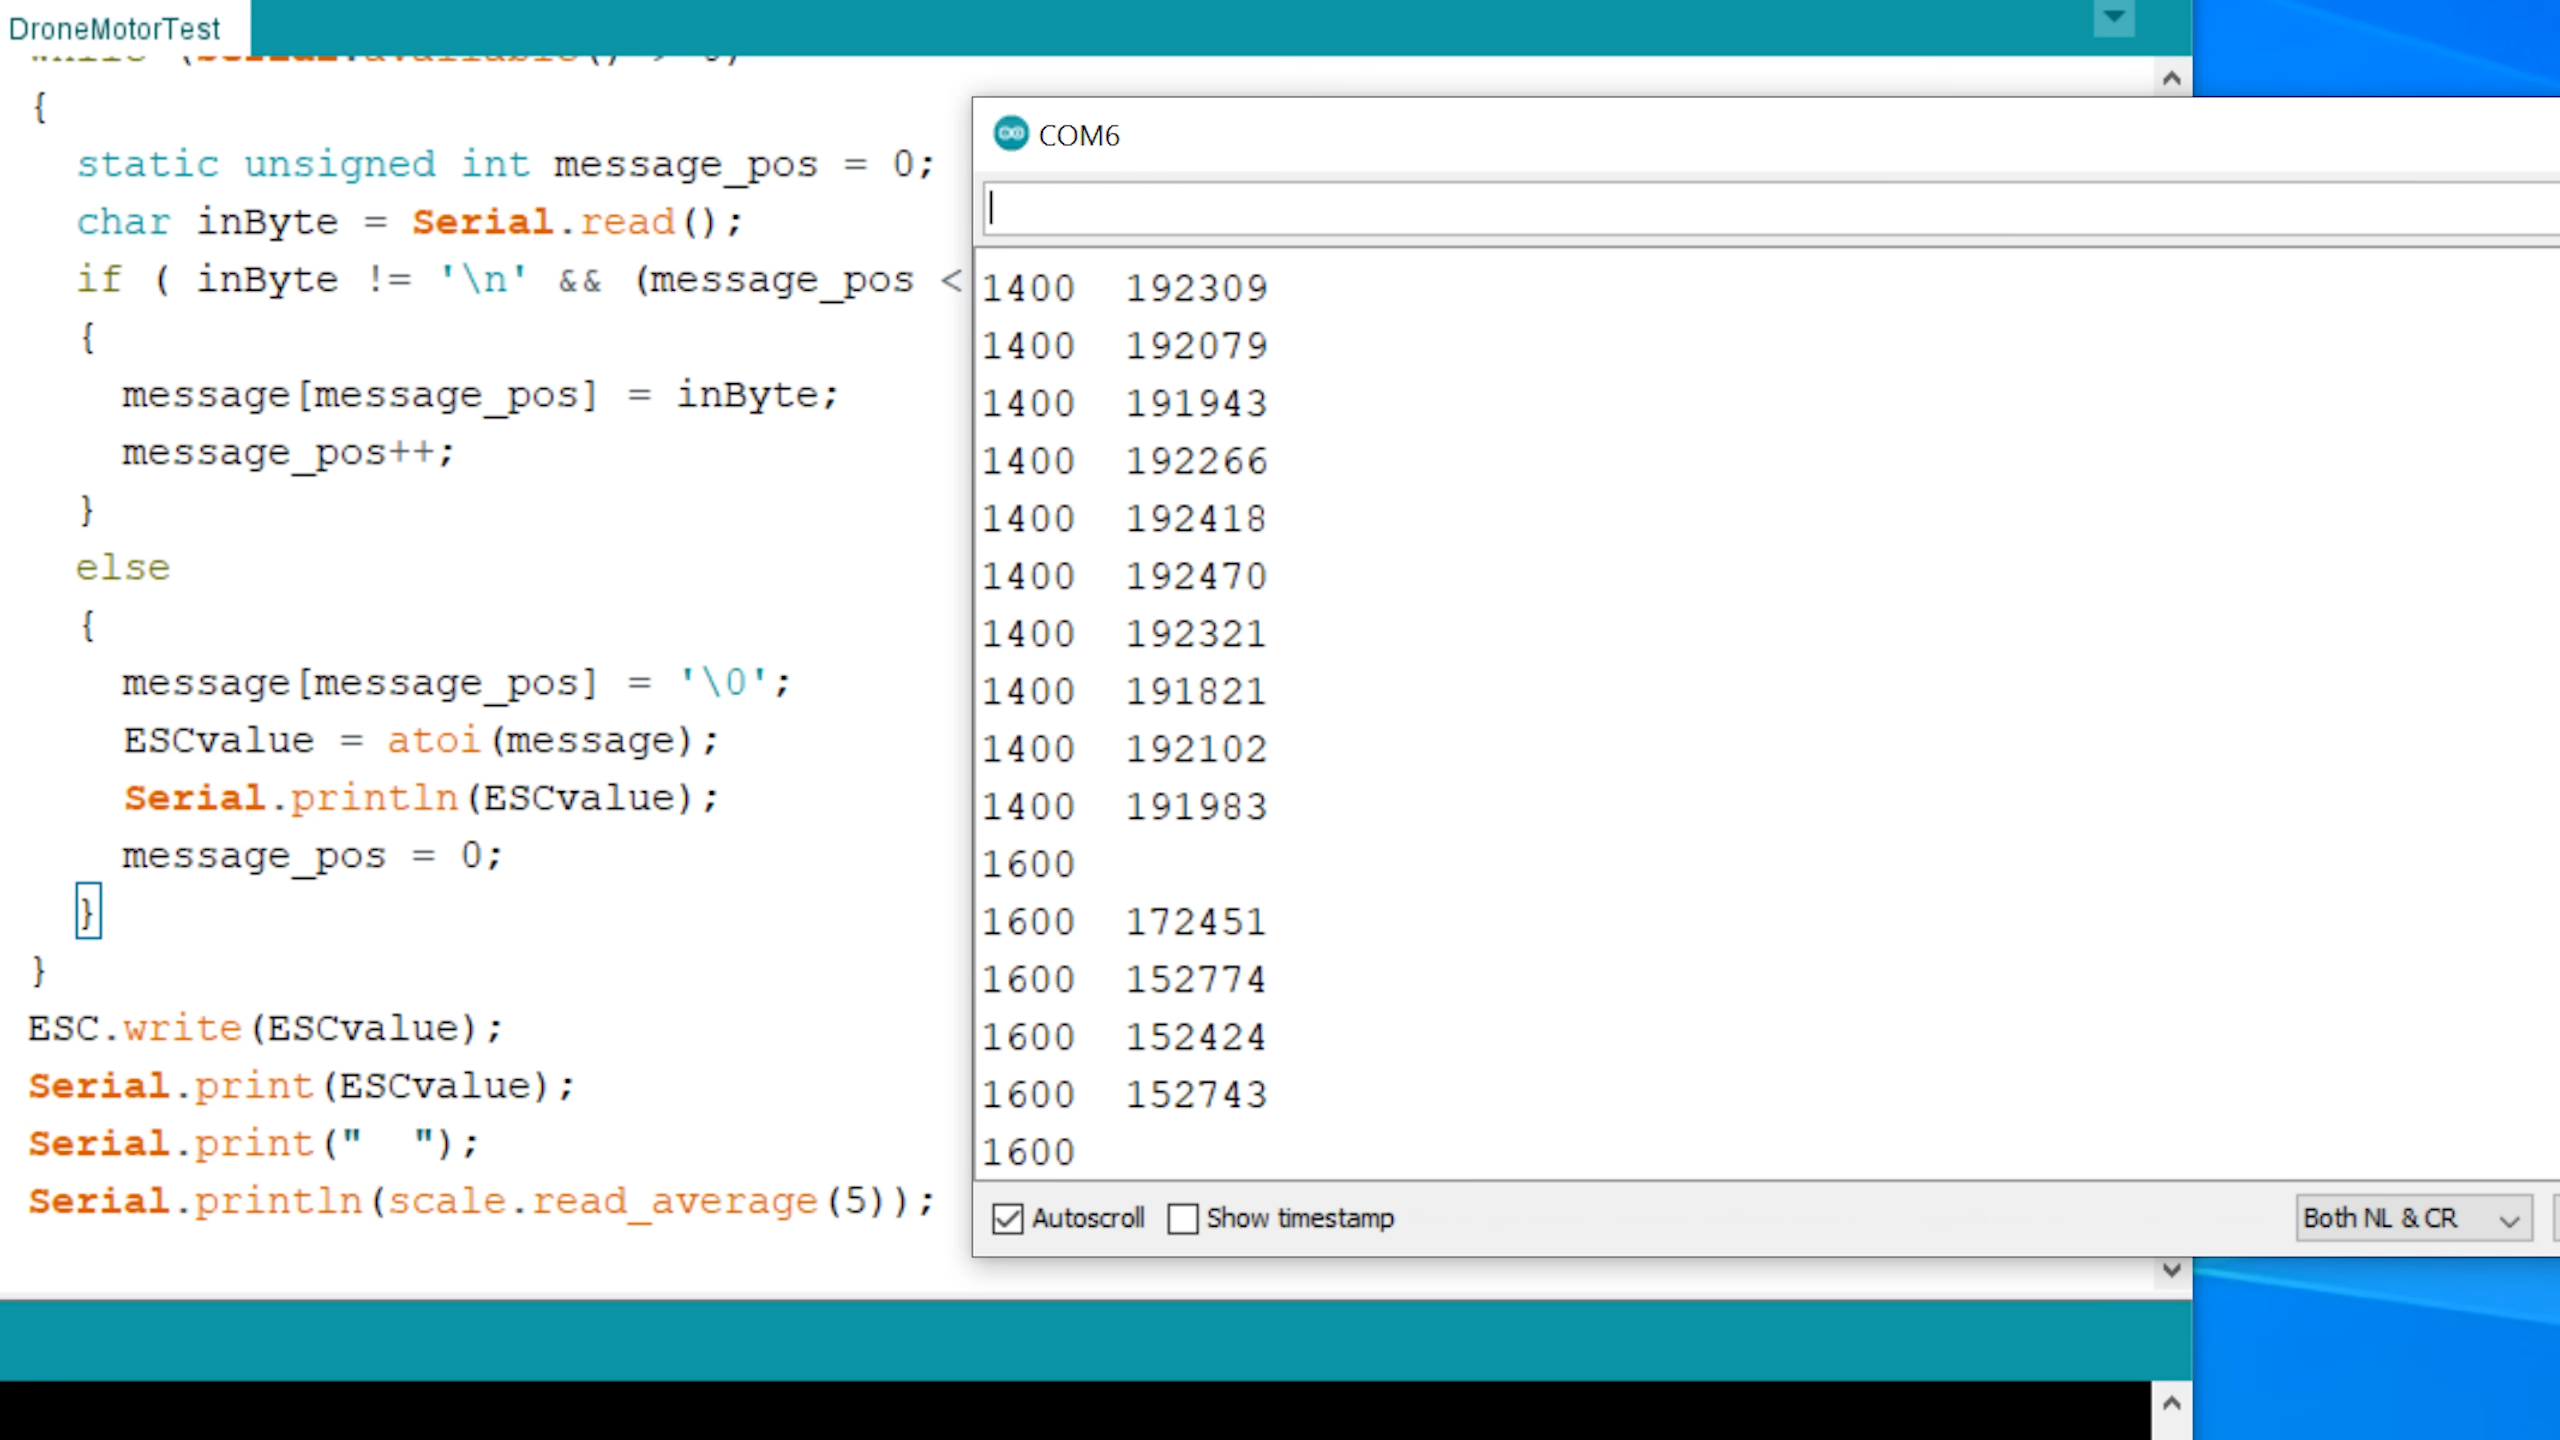 DroneMotorTest
{
static unsigned int message_pos = 0;
char inByte = Serial.read();
if ( inByte != '\n' && (message_pos <
{
message[message_pos] = inByte;
message_pos++;
}
else
{
message[message_pos] = '\0';
ESCvalue = atoi(message);
Serial.println(ESCvalue);
message_pos = 0;
}
}
ESC.write(ESCvalue);
Serial.print(ESCvalue);
Serial.print("  ");
Serial.println(scale.read_average(5));
COM6
1400  192309
1400  192079
1400  191943
1400  192266
1400  192418
1400  192470
1400  192321
1400  191821
1400  192102
1400  191983
1600
1600  172451
1600  152774
1600  152424
1600  152743
1600
Autoscroll
Show timestamp
Both NL & CR